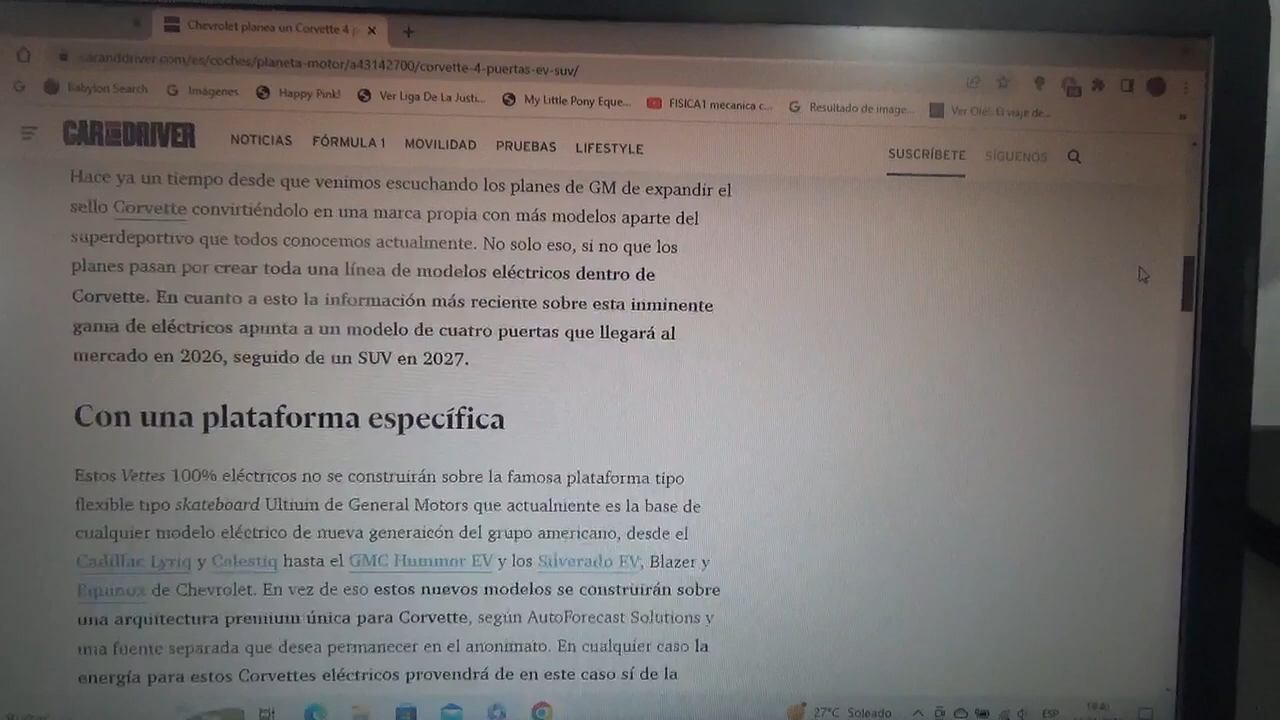 Chevrolet planea un Corvette 4 p
caranddriver.com/es/coches/planeta-motor/a43142700/corvette-4-puertas-ev-suv/
Babylon Search Imágenes Happy Pink! Ver Liga De La Justi... My Little Pony Eque... FISICA1 mecanica c... Resultado de image... Ver Olé! El viaje de...
CAR AND DRIVER NOTICIAS FÓRMULA 1 MOVILIDAD PRUEBAS LIFESTYLE SUSCRÍBETE SÍGUENOS
Hace ya un tiempo desde que venimos escuchando los planes de GM de expandir el
sello Corvette convirtiéndolo en una marca propia con más modelos aparte del
superdeportivo que todos conocemos actualmente. No solo eso, si no que los
planes pasan por crear toda una línea de modelos eléctricos dentro de
Corvette. En cuanto a esto la información más reciente sobre esta inminente
gama de eléctricos apunta a un modelo de cuatro puertas que llegará al
mercado en 2026, seguido de un SUV en 2027.
Con una plataforma específica
Estos Vettes 100% eléctricos no se construirán sobre la famosa plataforma tipo
flexible tipo skateboard Ultium de General Motors que actualmente es la base de
cualquier modelo eléctrico de nueva generaicón del grupo americano, desde el
Cadillac Lyriq y Celestiq hasta el GMC Hummer EV y los Silverado EV, Blazer y
Equinox de Chevrolet. En vez de eso estos nuevos modelos se construirán sobre
una arquitectura premium única para Corvette, según AutoForecast Solutions y
una fuente separada que desea permanecer en el anonimato. En cualquier caso la
energía para estos Corvettes eléctricos provendrá de en este caso sí de la
27°C Soleado ESP